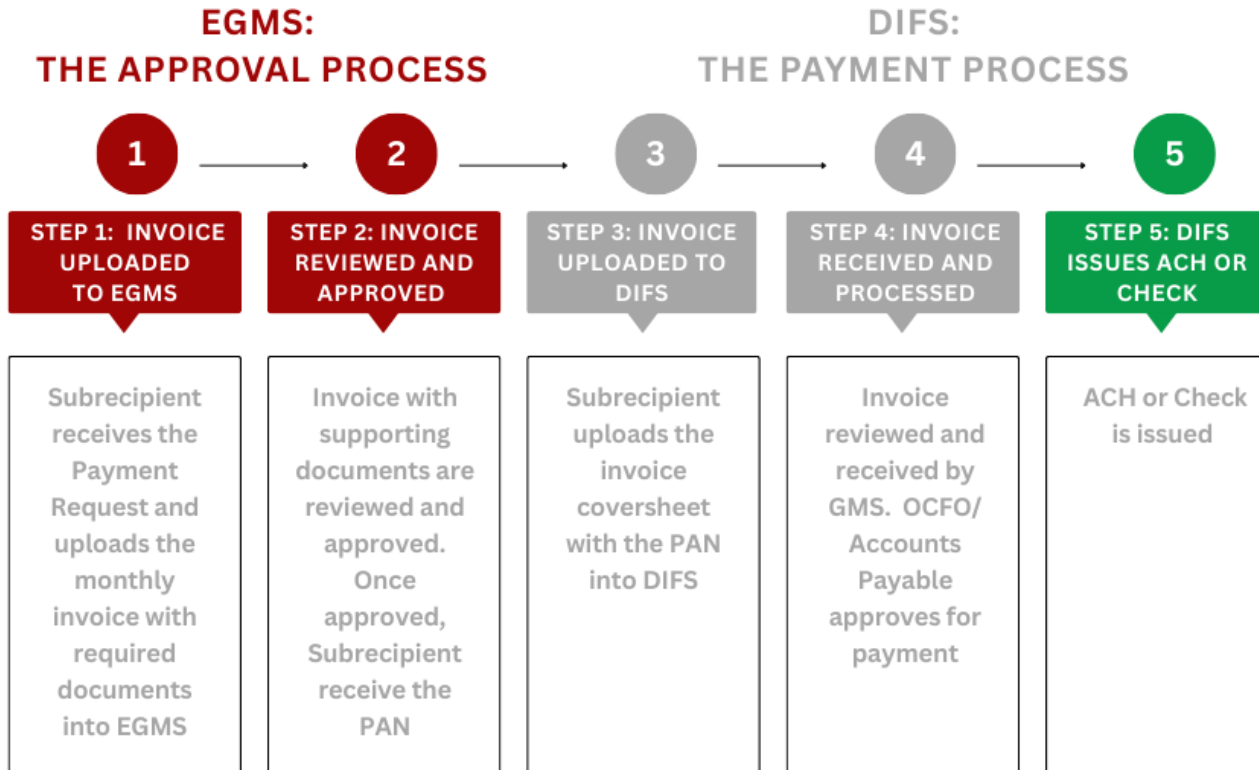 EGMS:
THE APPROVAL PROCESS
DIFS:
THE PAYMENT PROCESS
1
2
3
4
5
STEP 1: INVOICE
UPLOADED
TO EGMS
STEP 2: INVOICE
REVIEWED AND
APPROVED
STEP 3: INVOICE
UPLOADED TO
DIFS
STEP 4: INVOICE
RECEIVED AND
PROCESSED
STEP 5: DIFS
ISSUES ACH OR
CHECK
Subrecipient
receives the
Payment
Request and
uploads the
monthly
invoice with
required
documents
into EGMS
Invoice with
supporting
documents are
reviewed and
approved.
Once
approved,
Subrecipient
receive the
PAN
Subrecipient
uploads the
invoice
coversheet
with the PAN
into DIFS
Invoice
reviewed and
received by
GMS. OCFO/
Accounts
Payable
approves for
payment
ACH or Check
is issued